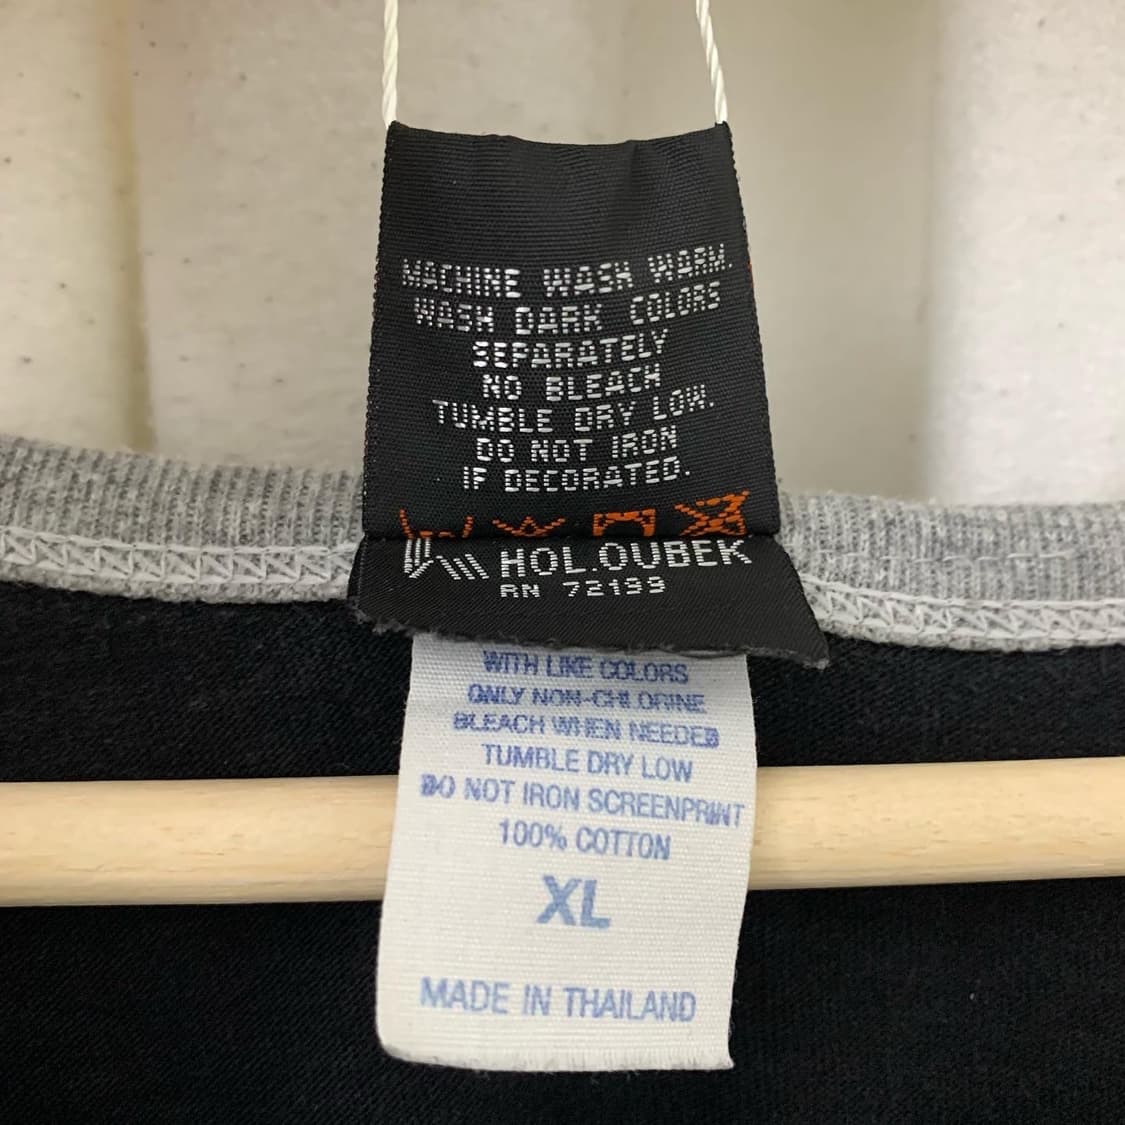 MACHINE WASH WARM.
WASH DARK COLORS
SEPARATELY
NO BLEACH
TUMBLE DRY LOW.
DO NOT IRON
IF DECORATED.
HOLOUBEK
RN 72199
WITH LIKE COLORS
ONLY NON-CHLORINE
BLEACH WHEN NEEDED
TUMBLE DRY LOW
DO NOT IRON SCREENPRINT
100% COTTON
XL
MADE IN THAILAND